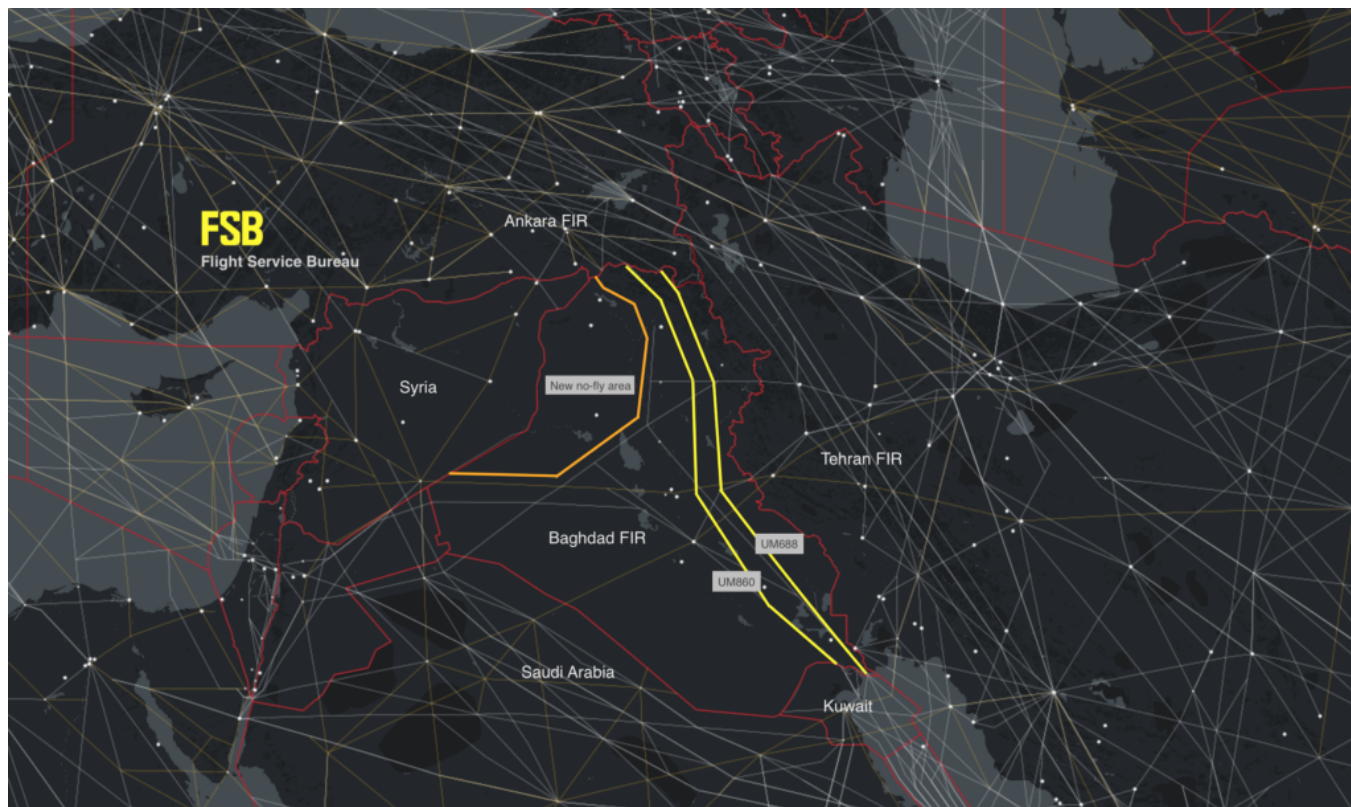 Ankara FIR
FSB
Flight Service Bureau
New no-fly area
Syria
Tehran FIR
Baghdad FIR
UM688
UM860
Saudi Arabia
Kuwait